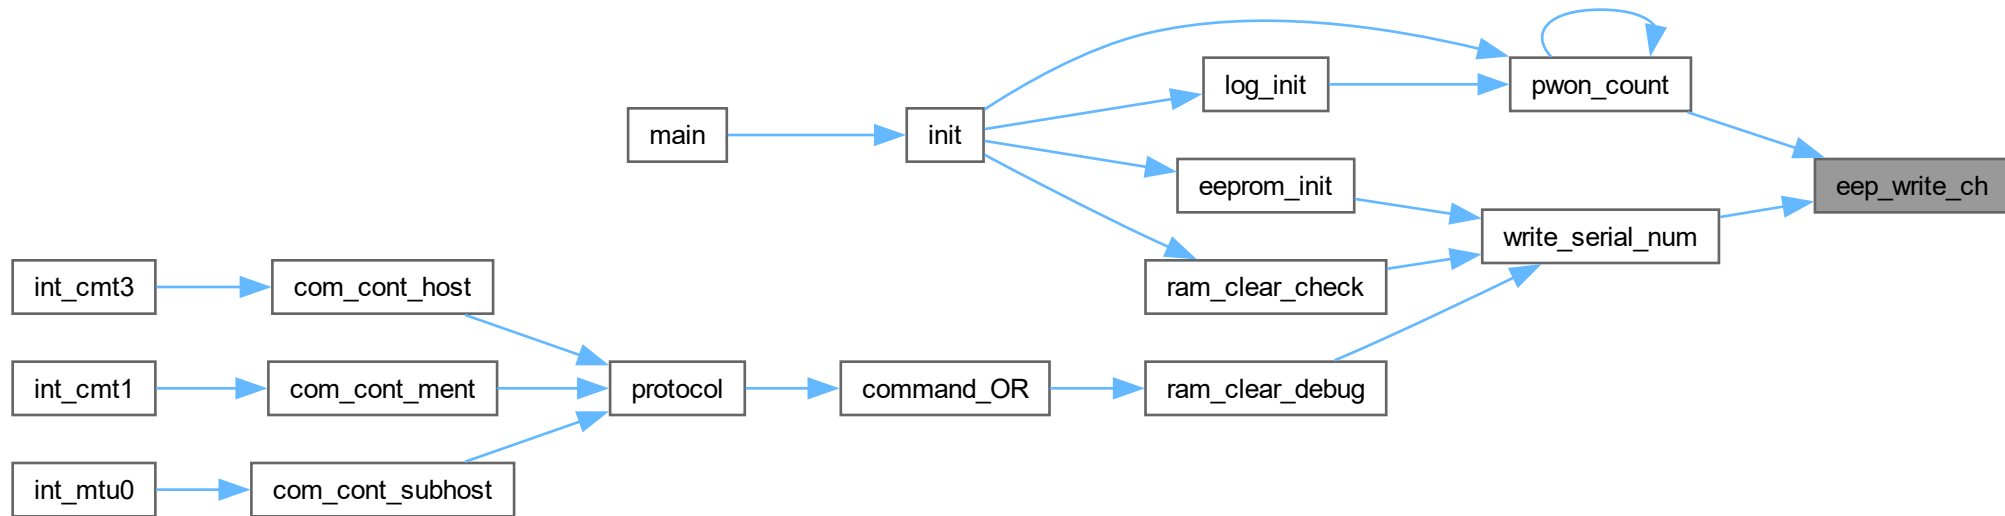 main
init
log_init
pwon_count
eep_write_ch
eeprom_init
write_serial_num
ram_clear_check
int_cmt3
com_cont_host
int_cmt1
com_cont_ment
protocol
command_OR
ram_clear_debug
int_mtu0
com_cont_subhost